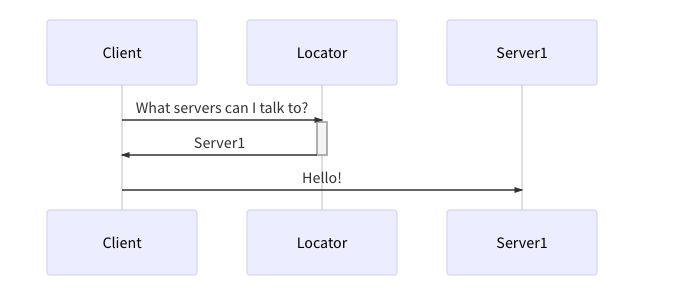 Client
Locator
Server1
What servers can I talk to?
Server1
Hello!
Client
Locator
Server1